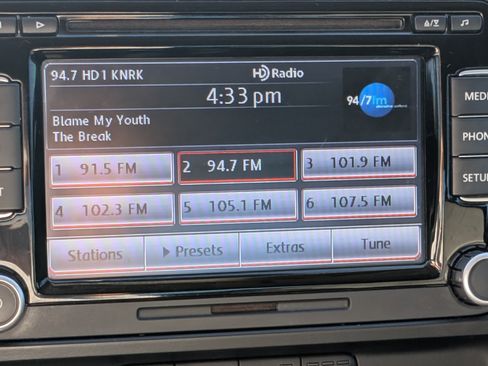 94.7 HD1 KNRK
HD Radio
4:33 pm
94/7fm
Blame My Youth
The Break
1 91.5 FM
2 94.7 FM
3 101.9 FM
4 102.3 FM
5 105.1 FM
6 107.5 FM
Stations
Presets
Extras
Tune
MEDI
PHON
SETU
T